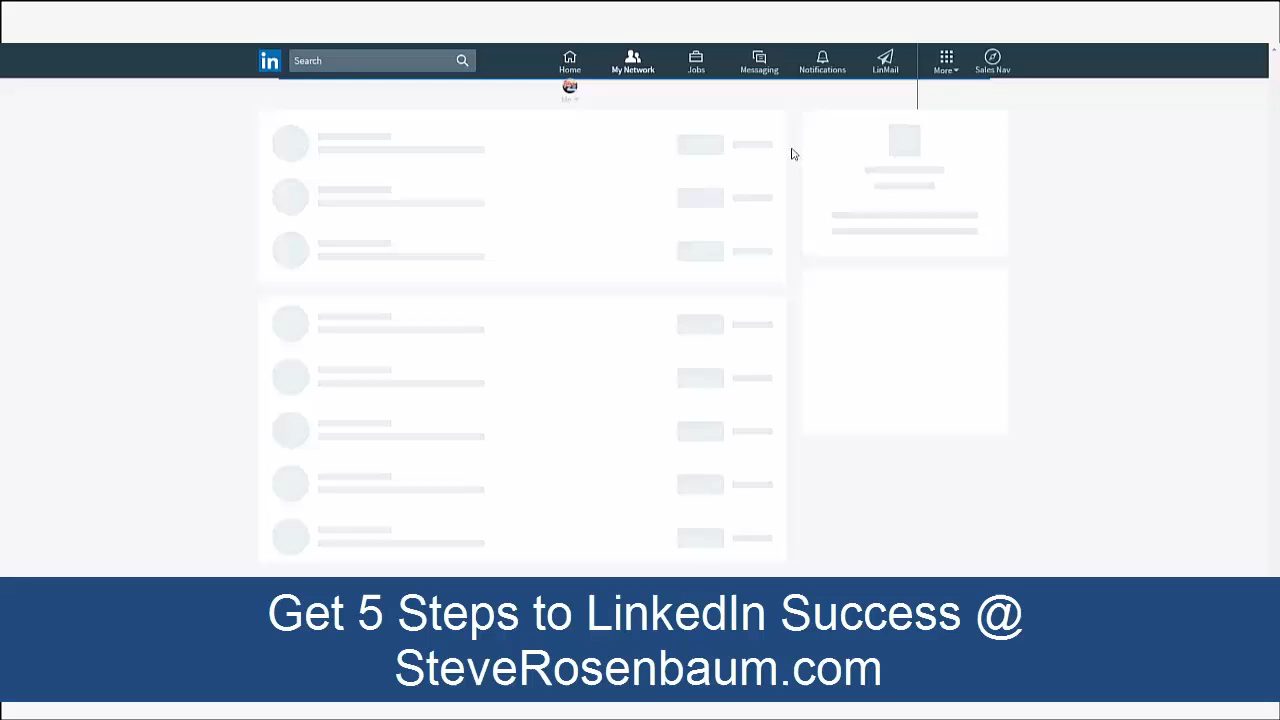 in Search Home My Network Jobs Messaging Notifications LinMail More Sales Nav
Me
Get 5 Steps to LinkedIn Success @
SteveRosenbaum.com